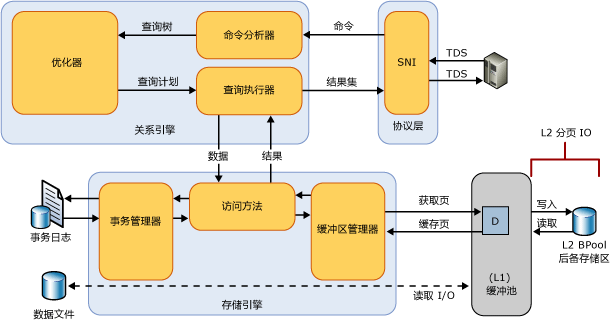 查询树
命令
优化器
命令分析器
SNI
TDS
TDS
查询计划
查询执行器
结果集
关系引擎
协议层
数据
结果
L2 分页 IO
事务日志
事务管理器
访问方法
缓冲区管理器
获取页
缓存页
D
写入
读取
L2 BPool
后备存储区
(L1)
缓冲池
数据文件
存储引擎
读取 I/O